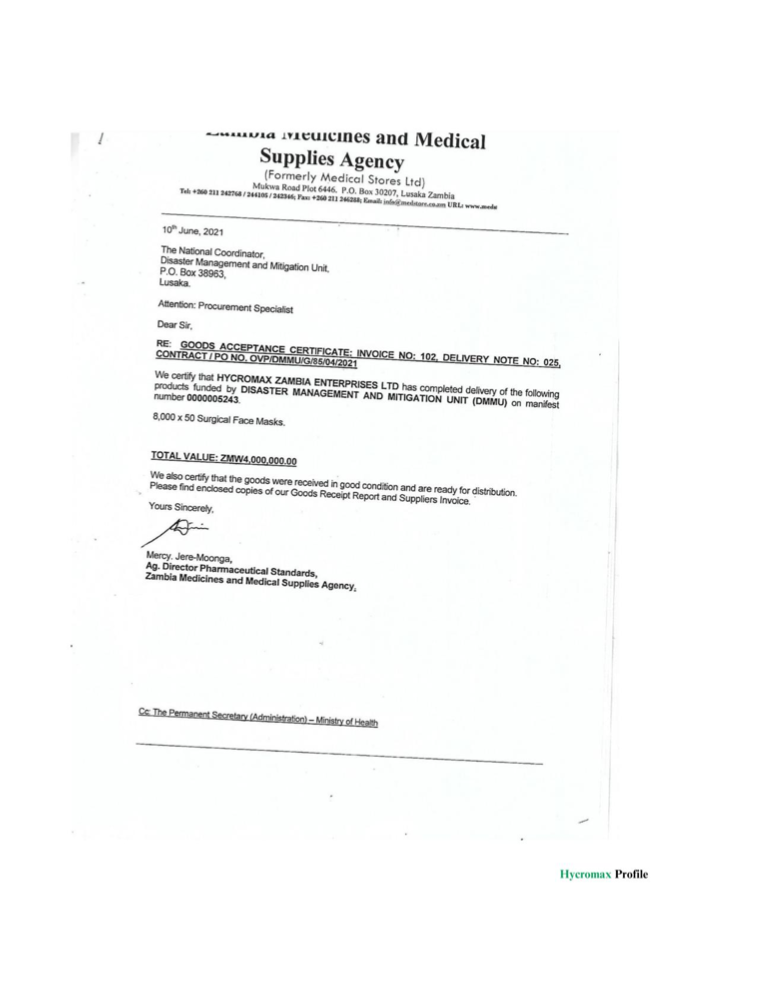 Zambia Medicines and Medical
Supplies Agency
(Formerly Medical Stores Ltd)
Mukwa Road Plot 6446. P.O. Box 30207, Lusaka Zambia
Tel: +260 211 242768 / 244105 / 242346; Fax: +260 211 246288; Email: info@medstore.co.zm URL: www.meds
10th June, 2021
The National Coordinator,
Disaster Management and Mitigation Unit,
P.O. Box 38963,
Lusaka.
Attention: Procurement Specialist
Dear Sir,
RE: GOODS ACCEPTANCE CERTIFICATE: INVOICE NO: 102, DELIVERY NOTE NO: 025,
CONTRACT / PO NO. OVP/DMMU/G/85/04/2021
We certify that HYCROMAX ZAMBIA ENTERPRISES LTD has completed delivery of the following
products funded by DISASTER MANAGEMENT AND MITIGATION UNIT (DMMU) on manifest
number 0000005243.
8,000 x 50 Surgical Face Masks.
TOTAL VALUE: ZMW4,000,000.00
We also certify that the goods were received in good condition and are ready for distribution.
Please find enclosed copies of our Goods Receipt Report and Suppliers Invoice.
Yours Sincerely,
Mercy. Jere-Moonga,
Ag. Director Pharmaceutical Standards,
Zambia Medicines and Medical Supplies Agency.
Cc: The Permanent Secretary (Administration) – Ministry of Health
Hycromax Profile